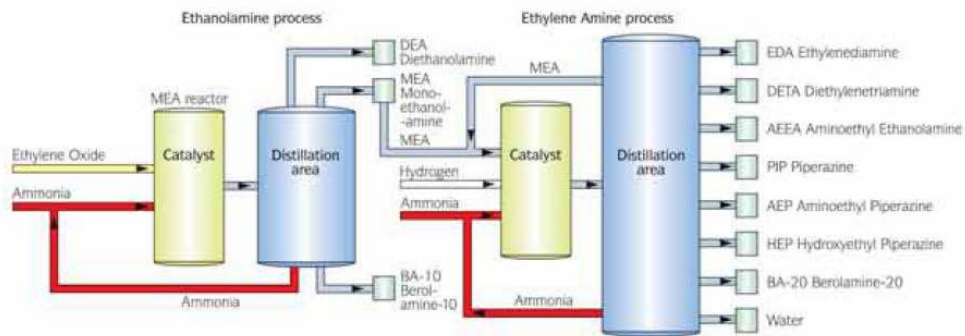 Ethanolamine process
Ethylene Amine process
DEA
Diethanolamine
MEA
Mono-
ethanol-
-amine
MEA
MEA reactor
Catalyst
Distillation
area
Ethylene Oxide
Ammonia
Ammonia
BA-10
Berol-
amine-10
MEA
Catalyst
Hydrogen
Ammonia
Ammonia
Distillation
area
EDA Ethylenediamine
DETA Diethylenetriamine
AEEA Aminoethyl Ethanolamine
PIP Piperazine
AEP Aminoethyl Piperazine
HEP Hydroxyethyl Piperazine
BA-20 Berolamine-20
Water